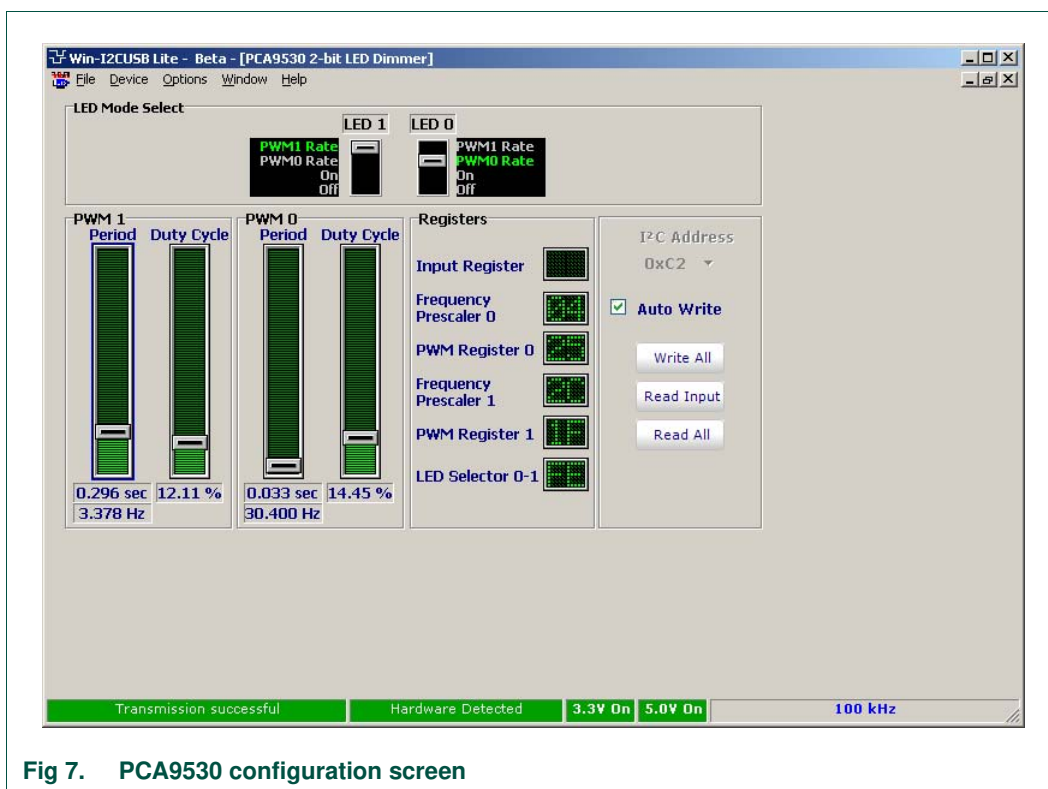 Win-I2CUSB Lite - Beta - [PCA9530 2-bit LED Dimmer]
File Device Options Window Help
LED Mode Select
LED 1 LED 0
PWM1 Rate
PWM0 Rate
On
Off
PWM1 Rate
PWM0 Rate
On
Off
PWM 1
Period Duty Cycle
0.296 sec 12.11 %
3.378 Hz
PWM 0
Period Duty Cycle
0.033 sec 14.45 %
30.400 Hz
Registers
Input Register
Frequency
Prescaler 0 04
PWM Register 0 25
Frequency
Prescaler 1 2C
PWM Register 1 1F
LED Selector 0-1 FE
I²C Address
0xC2
Auto Write
Write All
Read Input
Read All
Transmission successful Hardware Detected 3.3V On 5.0V On 100 kHz
Fig 7. PCA9530 configuration screen